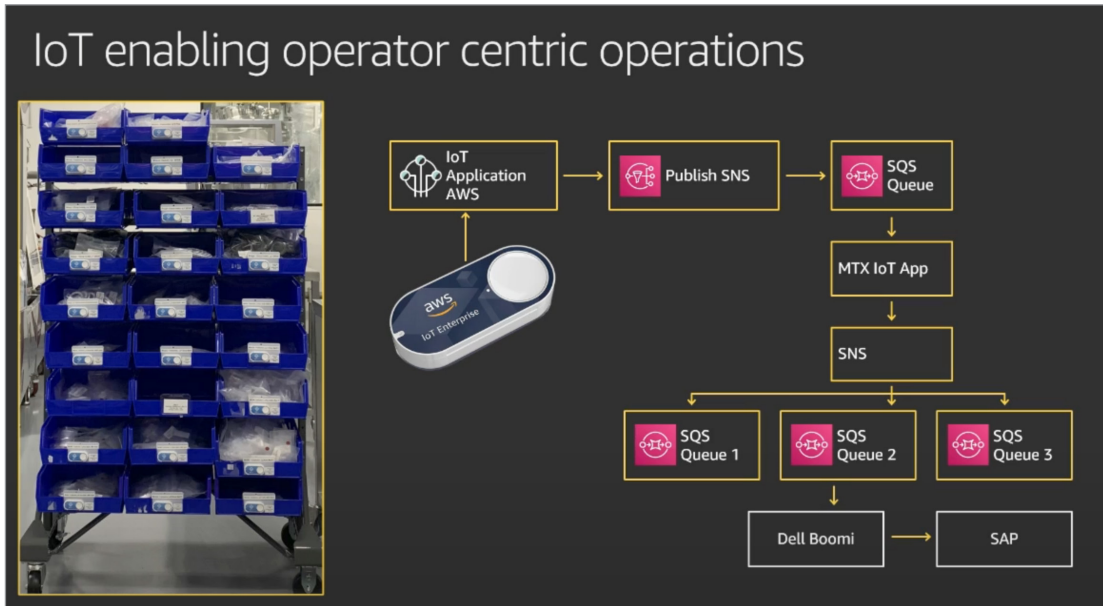 IoT enabling operator centric operations
IoT
Application
AWS
Publish SNS
SQS
Queue
aws
IoT Enterprise
MTX IoT App
SNS
SQS
Queue 1
SQS
Queue 2
SQS
Queue 3
Dell Boomi
SAP